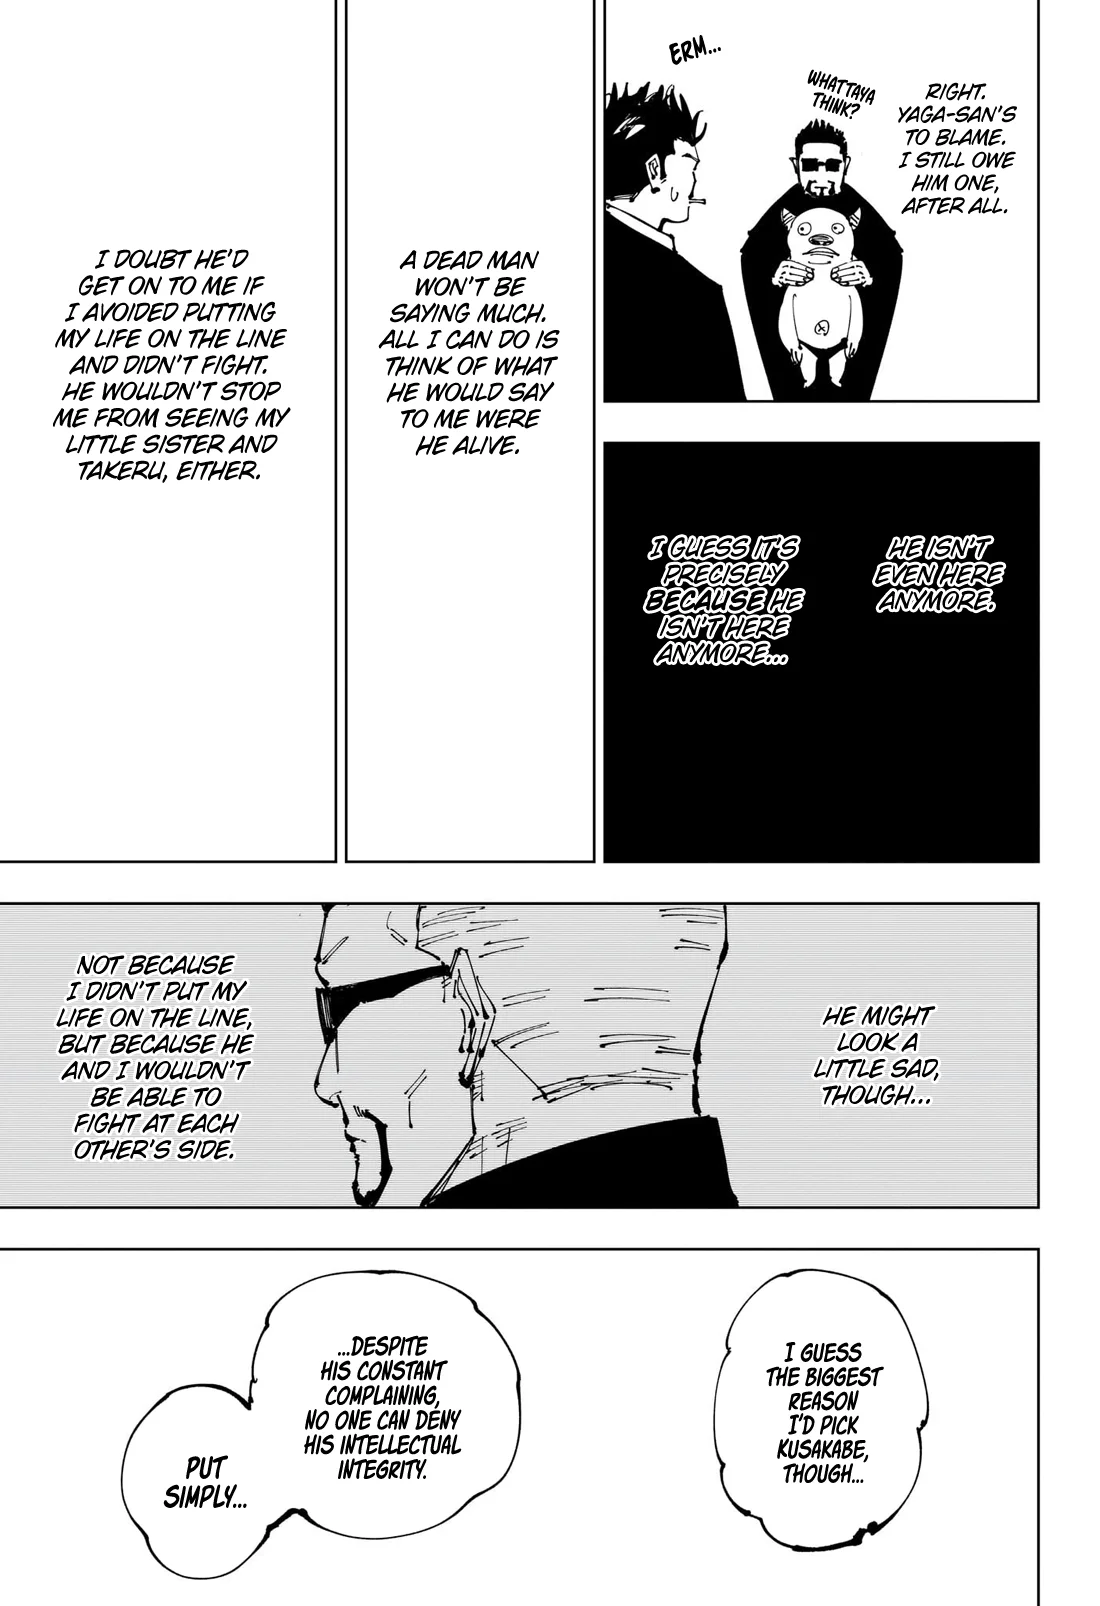 RIGHT.
YAGA-SAN'S
TO BLAME.
I STILL OWE
HIM ONE,
AFTER ALL.
WHATTAYA
THINK?
ERM...
HE ISN'T
EVEN HERE
ANYMORE.
I GUESS IT'S
PRECISELY
BECAUSE HE
ISN'T HERE
ANYMORE...
A DEAD MAN
WON'T BE
SAYING MUCH.
ALL I CAN DO IS
THINK OF WHAT
HE WOULD SAY
TO ME WERE
HE ALIVE.
I DOUBT HE'D
GET ON TO ME IF
I AVOIDED PUTTING
MY LIFE ON THE LINE
AND DIDN'T FIGHT.
HE WOULDN'T STOP
ME FROM SEEING MY
LITTLE SISTER AND
TAKERU, EITHER.
HE MIGHT
LOOK A
LITTLE SAD,
THOUGH...
NOT BECAUSE
I DIDN'T PUT MY
LIFE ON THE LINE,
BUT BECAUSE HE
AND I WOULDN'T
BE ABLE TO
FIGHT AT EACH
OTHER'S SIDE.
I GUESS
THE BIGGEST
REASON
I'D PICK
KUSAKABE,
THOUGH...
...DESPITE
HIS CONSTANT
COMPLAINING,
NO ONE CAN DENY
HIS INTELLECTUAL
INTEGRITY.
PUT
SIMPLY...